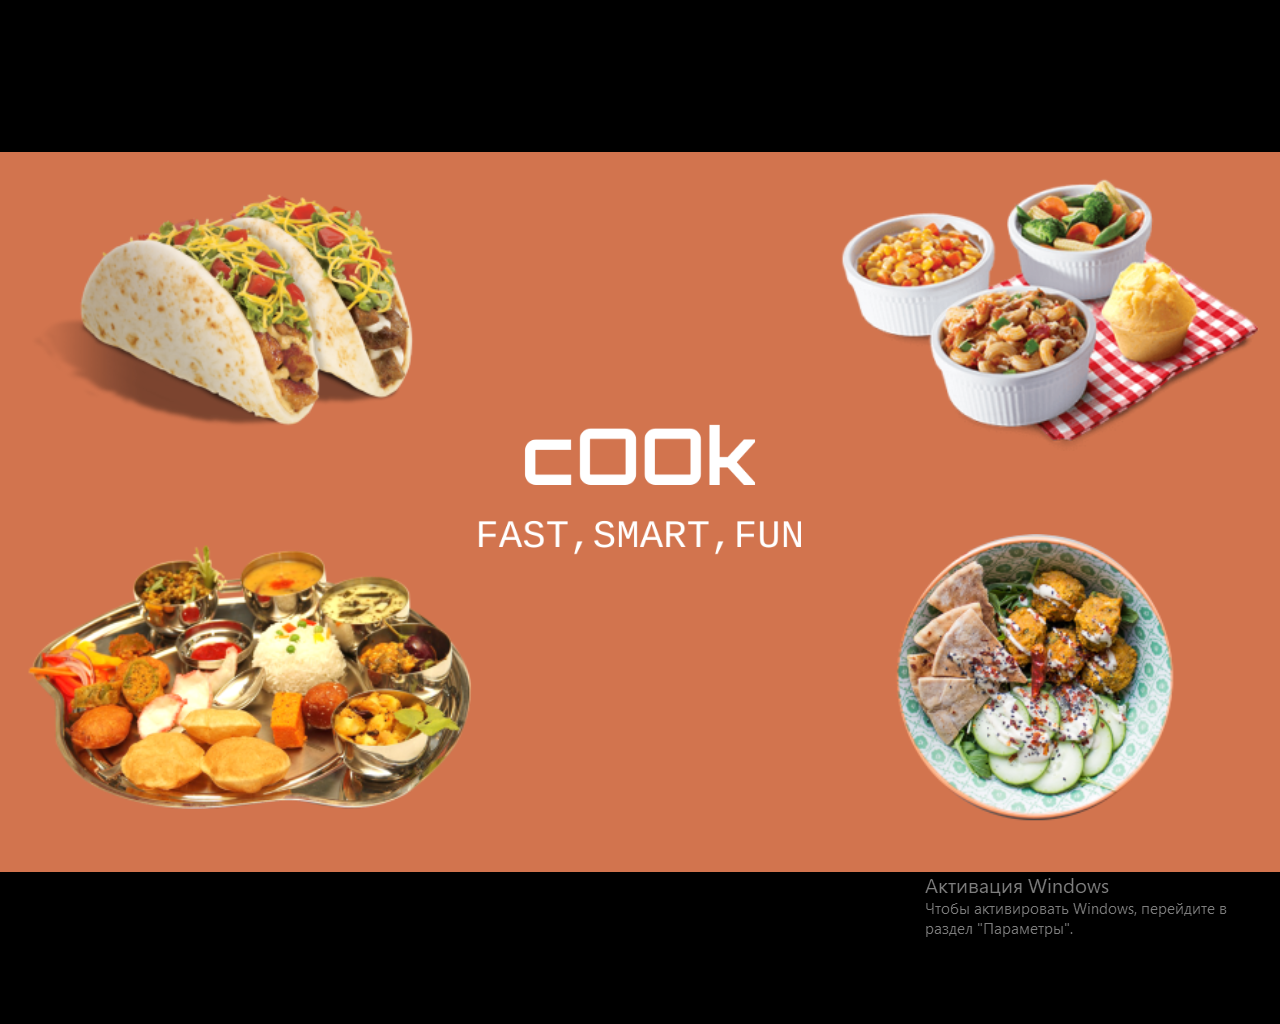 cOOk
FAST,SMART,FUN
Активация Windows
Чтобы активировать Windows, перейдите в
раздел "Параметры".